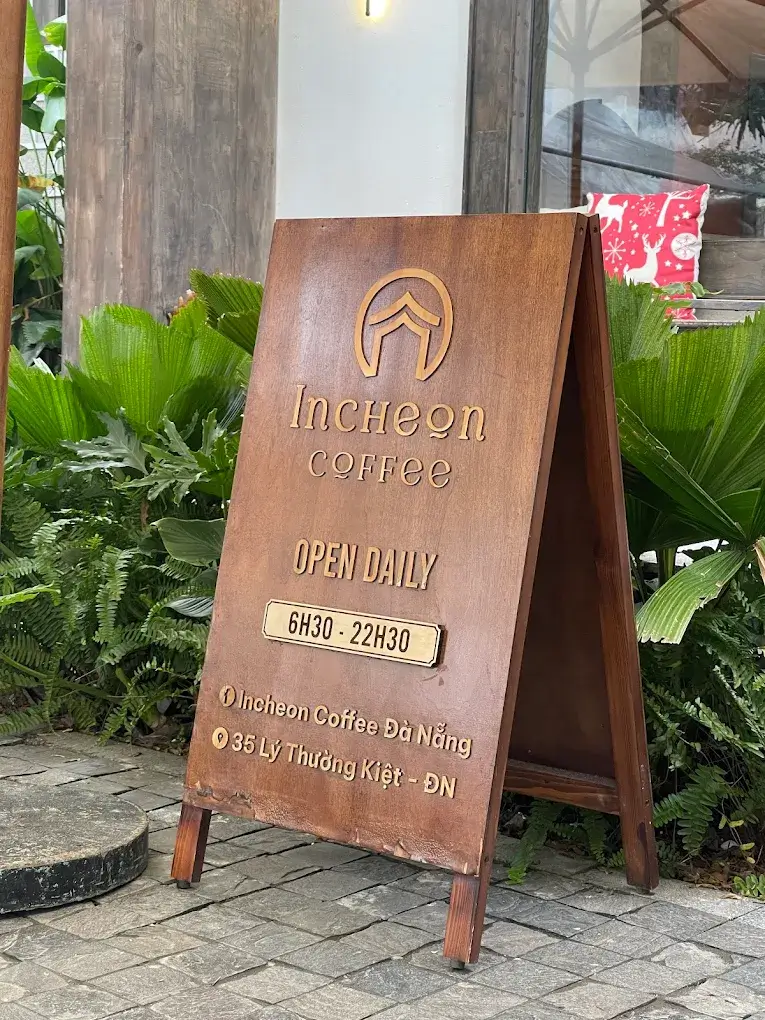 Incheon
coffee
OPEN DAILY
6H30 - 22H30
Incheon Coffee Đà Nẵng
35 Lý Thường Kiệt - ĐN